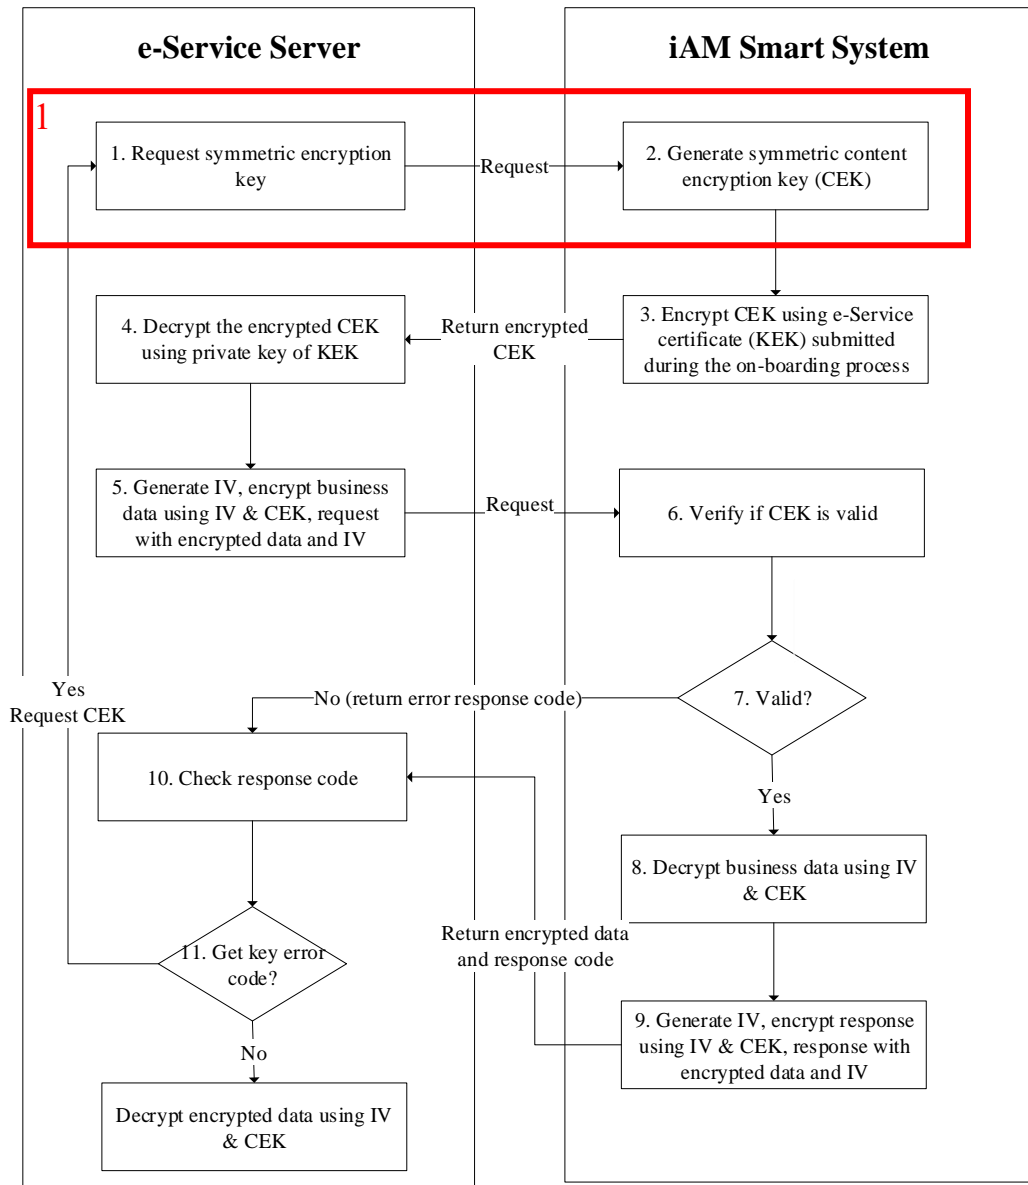 e-Service Server
iAM Smart System
1
1. Request symmetric encryption
key
Request
2. Generate symmetric content
encryption key (CEK)
4. Decrypt the encrypted CEK
using private key of KEK
Return encrypted
CEK
3. Encrypt CEK using e-Service
certificate (KEK) submitted
during the on-boarding process
5. Generate IV, encrypt business
data using IV & CEK, request
with encrypted data and IV
Request
6. Verify if CEK is valid
Yes
Request CEK
No (return error response code)
7. Valid?
10. Check response code
Yes
8. Decrypt business data using IV
& CEK
11. Get key error
code?
Return encrypted data
and response code
9. Generate IV, encrypt response
using IV & CEK, response with
encrypted data and IV
No
Decrypt encrypted data using IV
& CEK